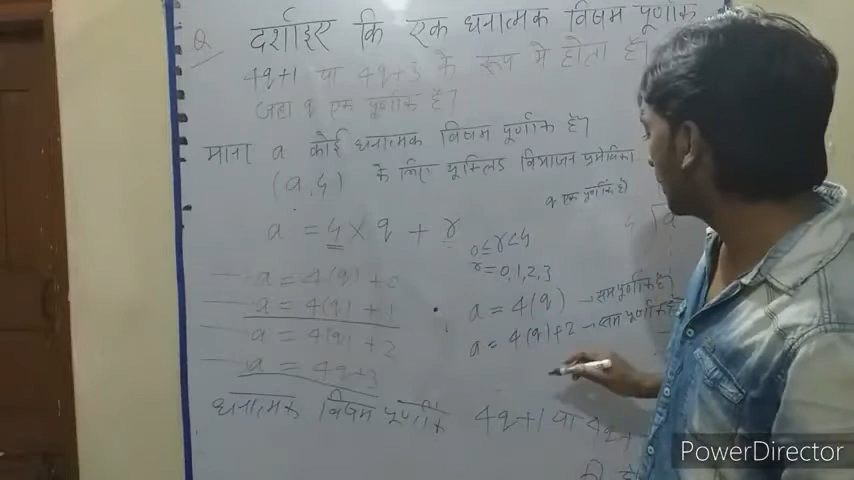 Q दर्शाइए कि एक धनात्मक विषम पूर्णांक
4q+1 या 4q+3 के रूप में होता है।
जहा q एक पूर्णांक है।
माना a कोई धनात्मक विषम पूर्णांक है।
(a,4) के लिए यूक्लिड विभाजन प्रमेयिका
q एक पूर्णांक है
a = 4 × q + r
0≤r<4
r=0,1,2,3
a = 4(q) + 0
a = 4(q) + 1
a = 4(q) + 2
a = 4q+3
a = 4(q) → सम पूर्णांक है।
a = 4(q)+2 → सम पूर्णांक है।
धनात्मक विषम पूर्णांक 4q+1 या 4q+
PowerDirector